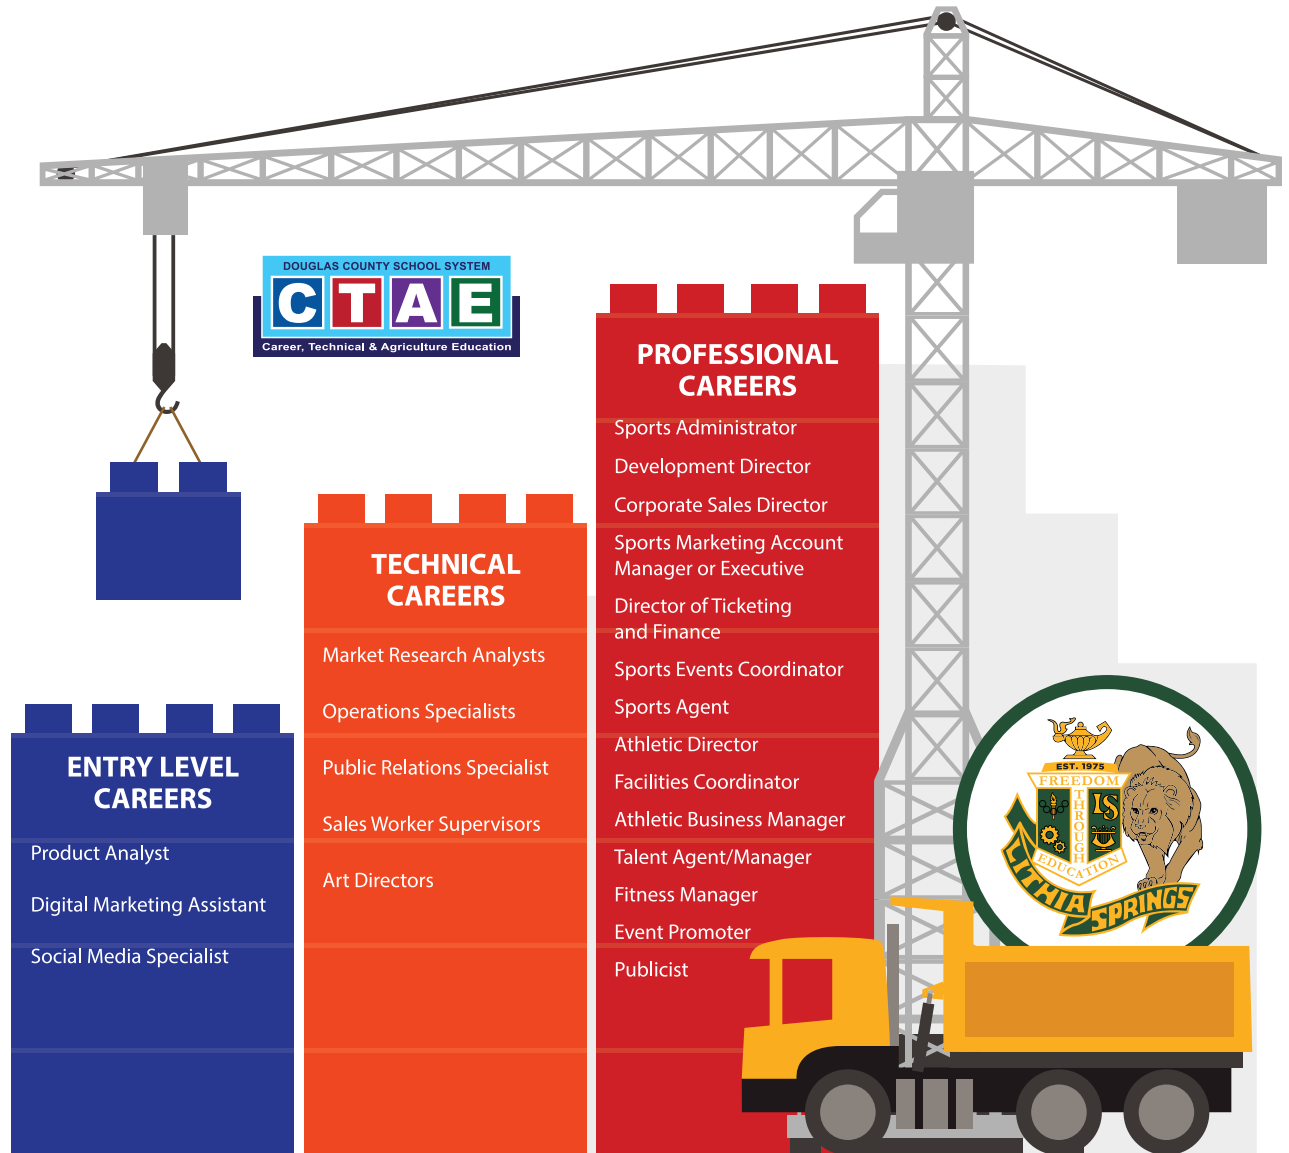 DOUGLAS COUNTY SCHOOL SYSTEM
CTAE
Career, Technical & Agriculture Education
ENTRY LEVEL
CAREERS
Product Analyst
Digital Marketing Assistant
Social Media Specialist
TECHNICAL
CAREERS
Market Research Analysts
Operations Specialists
Public Relations Specialist
Sales Worker Supervisors
Art Directors
PROFESSIONAL
CAREERS
Sports Administrator
Development Director
Corporate Sales Director
Sports Marketing Account
Manager or Executive
Director of Ticketing
and Finance
Sports Events Coordinator
Sports Agent
Athletic Director
Facilities Coordinator
Athletic Business Manager
Talent Agent/Manager
Fitness Manager
Event Promoter
Publicist
EST. 1975
FREEDOM
THROUGH
EDUCATION
LS
LITHIA
SPRINGS